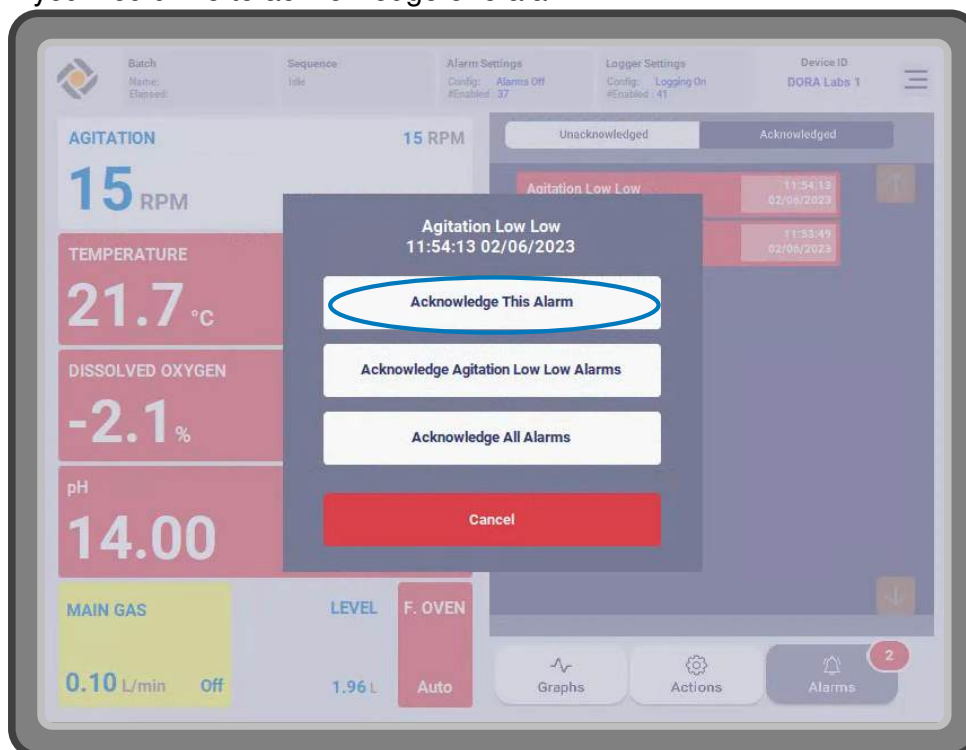 Batch
Name:
Elapsed:
Sequence
Idle
Alarm Settings
Config: Alarms Off
#Enabled : 37
Logger Settings
Config: Logging On
#Enabled : 41
Device ID
DORA Labs 1
AGITATION 15 RPM
15 RPM
TEMPERATURE
21.7 °C
DISSOLVED OXYGEN
-2.1 %
pH
14.00
MAIN GAS
0.10 L/min Off
LEVEL
1.96 L
F. OVEN
Auto
Unacknowledged Acknowledged
Agitation Low Low
11:54:13
02/06/2023
11:53:49
02/06/2023
Agitation Low Low
11:54:13 02/06/2023
Acknowledge This Alarm
Acknowledge Agitation Low Low Alarms
Acknowledge All Alarms
Cancel
Graphs
Actions
Alarms
2